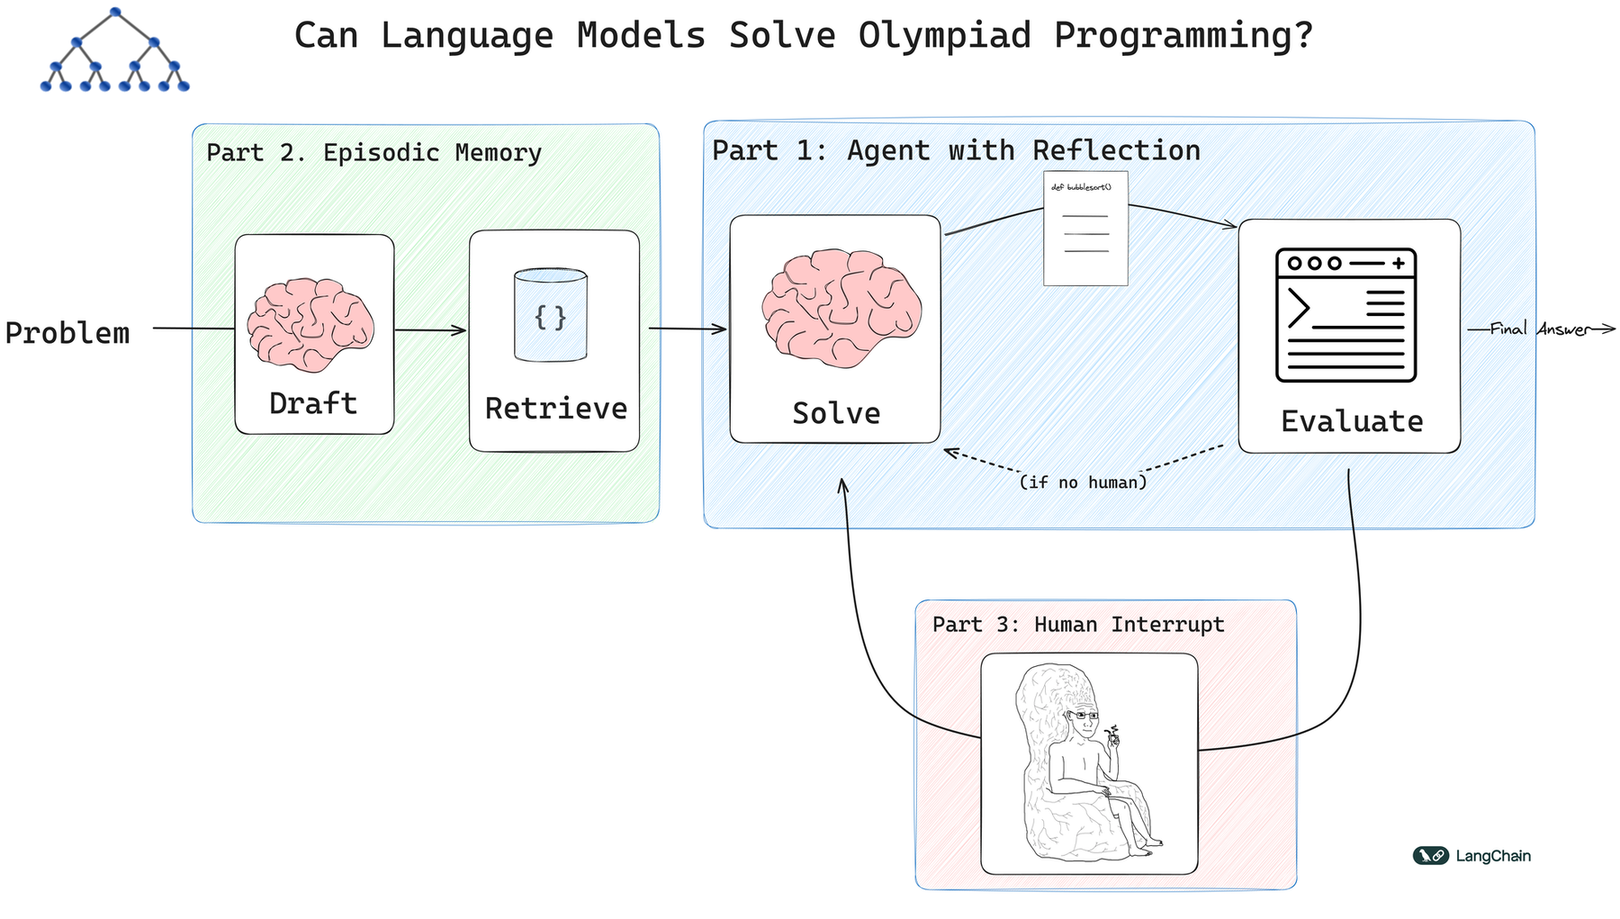 Can Language Models Solve Olympiad Programming?
Part 2. Episodic Memory
Part 1: Agent with Reflection
def bubblesort()
{}
Problem
Final Answer
Draft
Retrieve
Solve
Evaluate
(if no human)
Part 3: Human Interrupt
LangChain